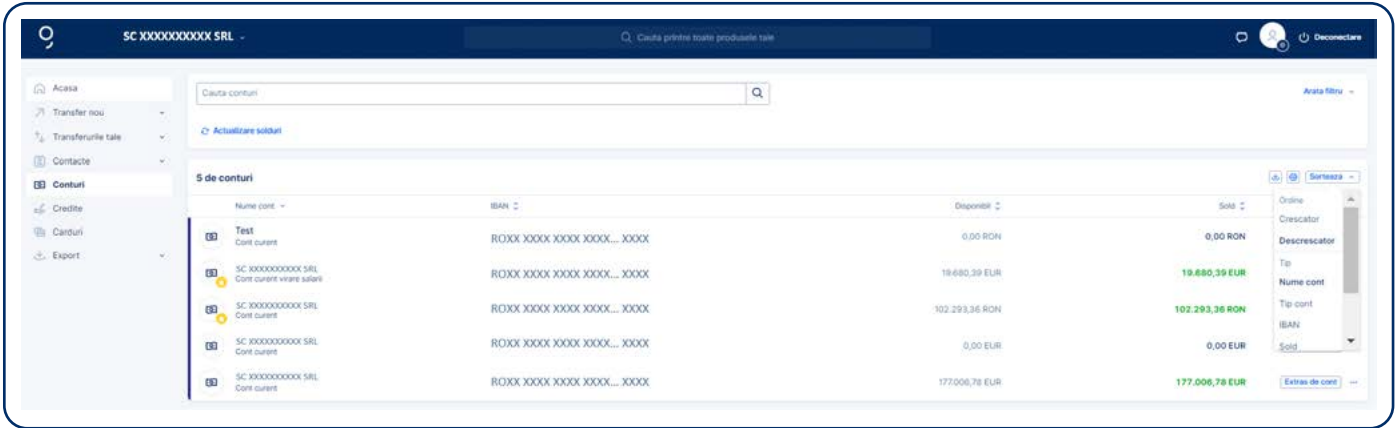 SC XXXXXXXXXX SRL
Cauta printre toate produsele tale
Deconectare
Acasa
Transfer nou
Transferurile tale
Contacte
Conturi
Credite
Carduri
Export
Cauta conturi
Arata filtru
Actualizare solduri
5 de conturi
Sorteaza
Nume cont IBAN Disponibil Sold
Test
Cont curent
ROXX XXXX XXXX XXXX... XXXX
0,00 RON
0,00 RON
SC XXXXXXXXXX SRL
Cont curent virare salarii
ROXX XXXX XXXX XXXX... XXXX
19.680,39 EUR
19.680,39 EUR
SC XXXXXXXXXX SRL
Cont curent
ROXX XXXX XXXX XXXX... XXXX
102.293,36 RON
102.293,36 RON
SC XXXXXXXXXX SRL
Cont curent
ROXX XXXX XXXX XXXX... XXXX
0,00 EUR
0,00 EUR
SC XXXXXXXXXX SRL
Cont curent
ROXX XXXX XXXX XXXX... XXXX
177.006,78 EUR
177.006,78 EUR
Extras de cont
Ordine
Crescator
Descrescator
Tip
Nume cont
Tip cont
IBAN
Sold